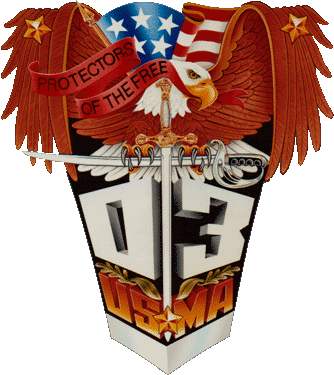 PROTECTORS
OF THE FREE
03
USMA